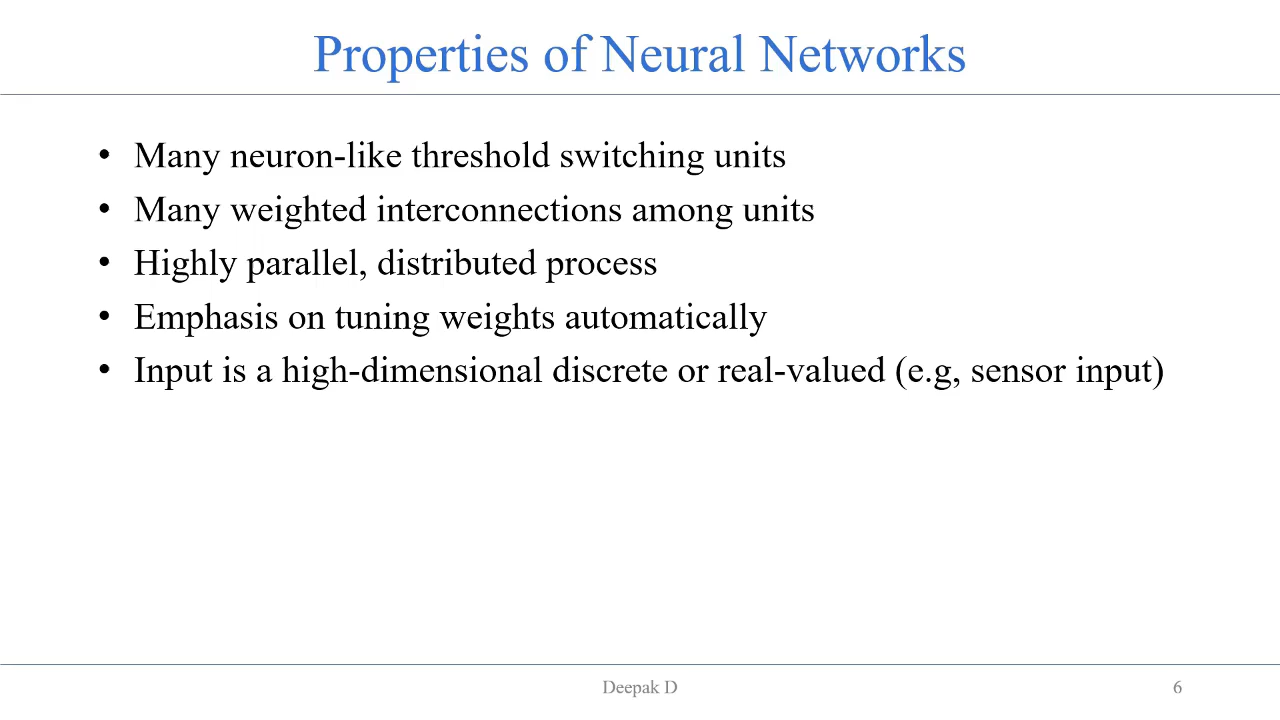 Properties of Neural Networks
• Many neuron-like threshold switching units
• Many weighted interconnections among units
• Highly parallel, distributed process
• Emphasis on tuning weights automatically
• Input is a high-dimensional discrete or real-valued (e.g, sensor input)
Deepak D
6